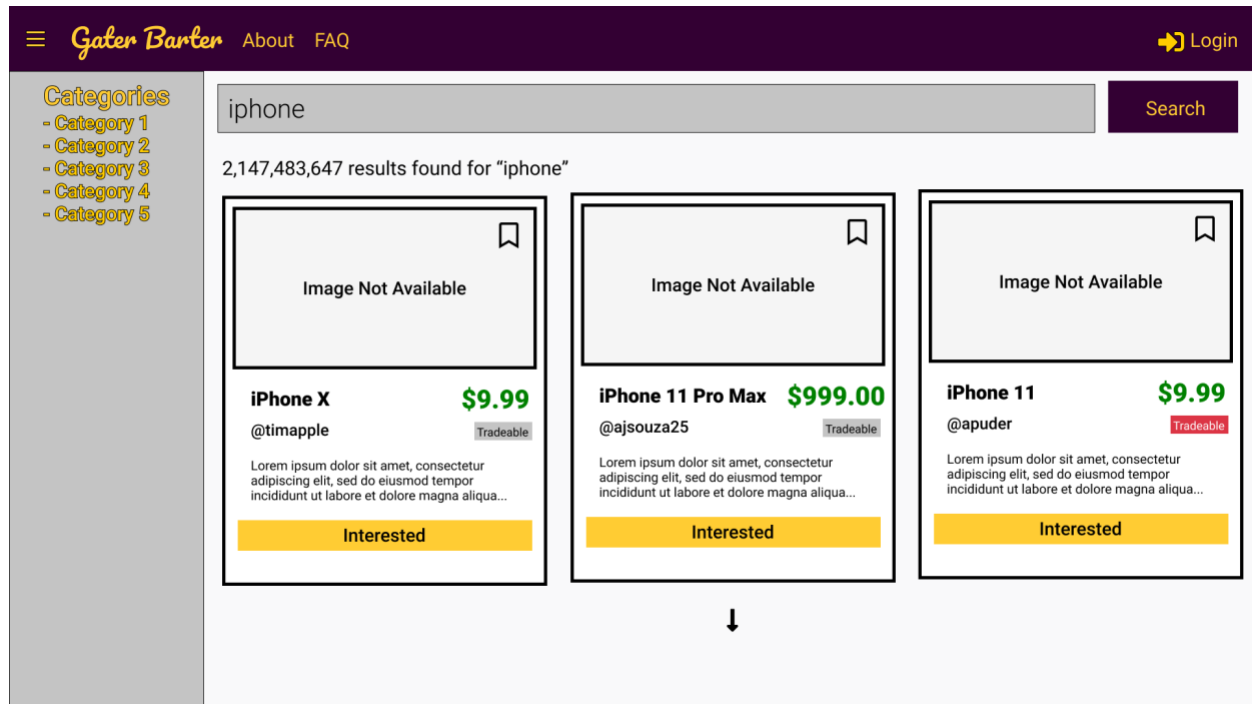 Gater Barter About FAQ Login
Categories
- Category 1
- Category 2
- Category 3
- Category 4
- Category 5
iphone Search
2,147,483,647 results found for “iphone”
Image Not Available
iPhone X $9.99
@timapple Tradeable
Lorem ipsum dolor sit amet, consectetur
adipiscing elit, sed do eiusmod tempor
incididunt ut labore et dolore magna aliqua...
Interested
Image Not Available
iPhone 11 Pro Max $999.00
@ajsouza25 Tradeable
Lorem ipsum dolor sit amet, consectetur
adipiscing elit, sed do eiusmod tempor
incididunt ut labore et dolore magna aliqua...
Interested
Image Not Available
iPhone 11 $9.99
@apuder Tradeable
Lorem ipsum dolor sit amet, consectetur
adipiscing elit, sed do eiusmod tempor
incididunt ut labore et dolore magna aliqua...
Interested